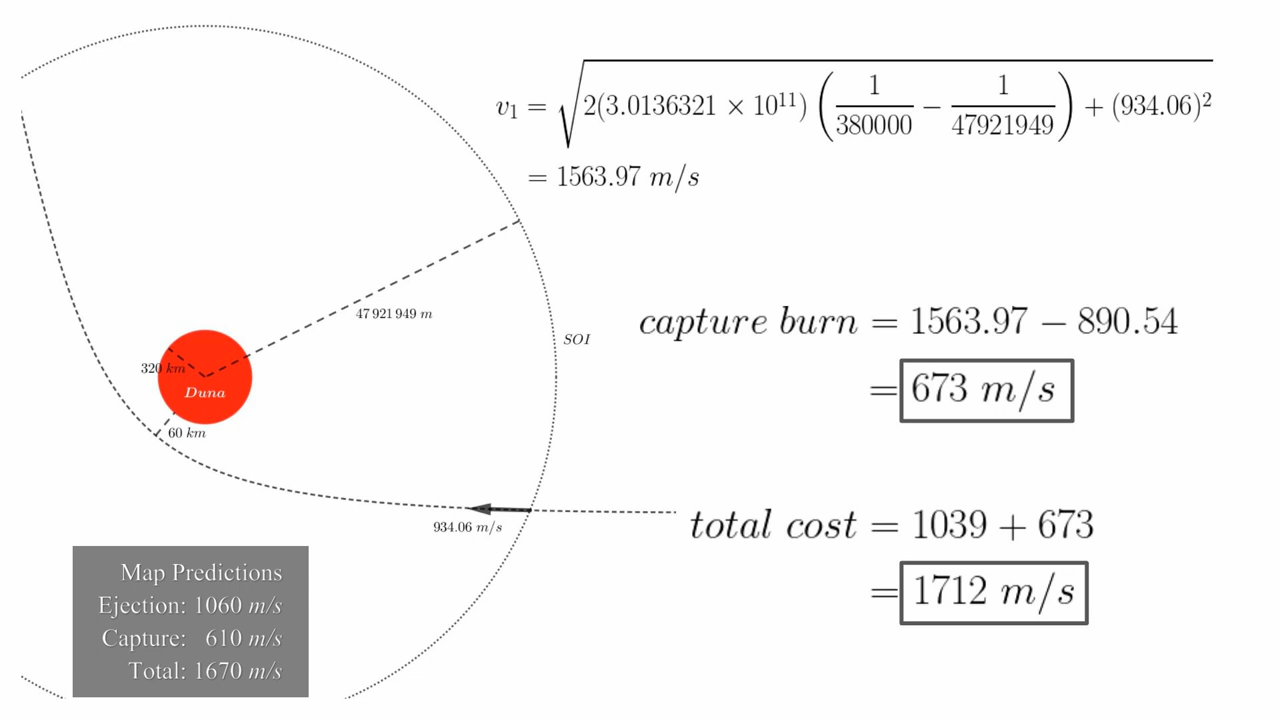 v₁ = √(2(3.0136321 × 10¹¹) (1/380000 − 1/47921949) + (934.06)²)
= 1563.97 m/s
47 921 949 m
SOI
capture burn = 1563.97 − 890.54
= 673 m/s
320 km
Duna
60 km
934.06 m/s
total cost = 1039 + 673
= 1712 m/s
Map Predictions
Ejection: 1060 m/s
Capture: 610 m/s
Total: 1670 m/s